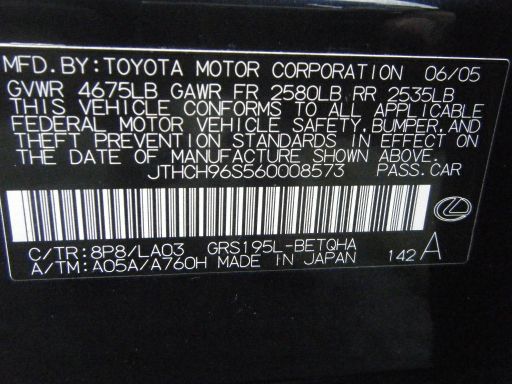 MFD.BY:TOYOTA MOTOR CORPORATION 06/05
GVWR 4675LB GAWR FR 2580LB RR 2535LB
THIS VEHICLE CONFORMS TO ALL APPLICABLE
FEDERAL MOTOR VEHICLE SAFETY,BUMPER,AND
THEFT PREVENTION STANDARDS IN EFFECT ON
THE DATE OF MANUFACTURE SHOWN ABOVE.
JTHCH96S560008573 PASS.CAR
C/TR:8P8/LA03 GRS195L-BETQHA
A/TM:A05A/A760H MADE IN JAPAN 142 A